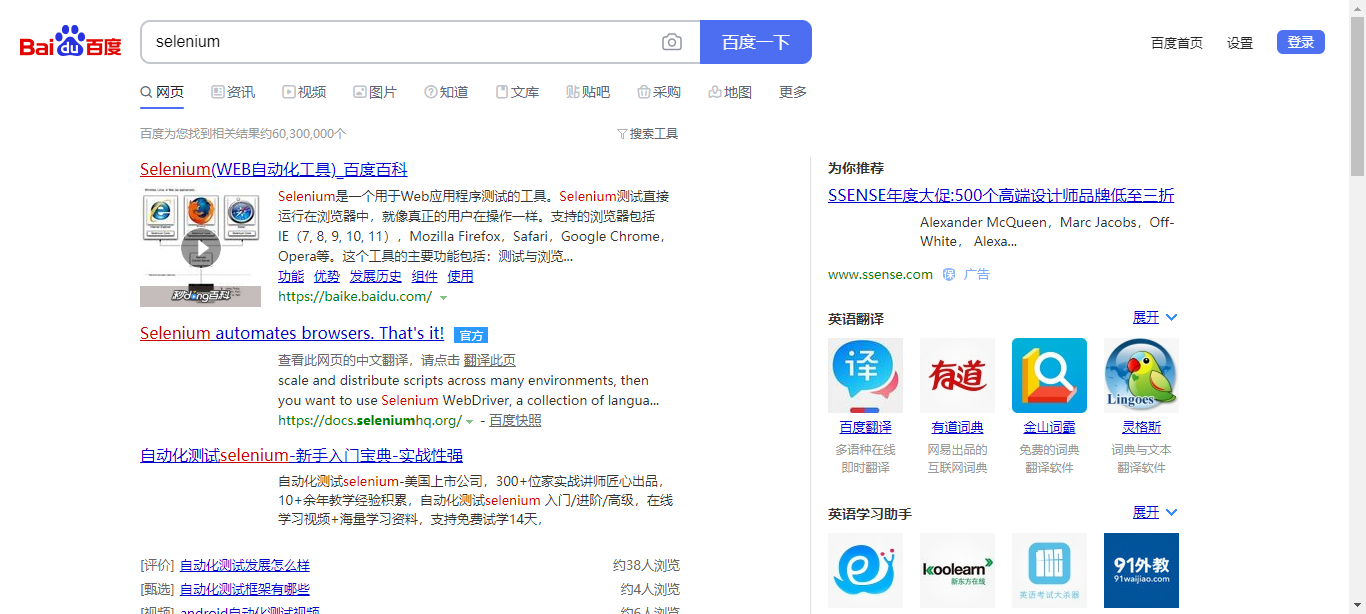 Bai du 百度
selenium
百度一下
百度首页 设置 登录
网页 资讯 视频 图片 知道 文库 贴吧 采购 地图 更多
百度为您找到相关结果约60,300,000个
搜索工具
Selenium(WEB自动化工具)_百度百科
Selenium是一个用于Web应用程序测试的工具。Selenium测试直接
运行在浏览器中，就像真正的用户在操作一样。支持的浏览器包括
IE（7, 8, 9, 10, 11），Mozilla Firefox，Safari，Google Chrome，
Opera等。这个工具的主要功能包括：测试与浏览...
功能 优势 发展历史 组件 使用
https://baike.baidu.com/
秒dǒng百科
Selenium automates browsers. That's it! 官方
查看此网页的中文翻译，请点击 翻译此页
scale and distribute scripts across many environments, then
you want to use Selenium WebDriver, a collection of langua...
https://docs.seleniumhq.org/ - 百度快照
自动化测试selenium-新手入门宝典-实战性强
自动化测试selenium-美国上市公司，300+位家实战讲师匠心出品，
10+余年教学经验积累，自动化测试selenium 入门/进阶/高级，在线
学习视频+海量学习资料，支持免费试学14天，
[评价] 自动化测试发展怎么样 约38人浏览
[甄选] 自动化测试框架有哪些 约4人浏览
[视频] android自动化测试视频 约6人浏览
为你推荐
SSENSE年度大促:500个高端设计师品牌低至三折
Alexander McQueen，Marc Jacobs，Off-
White， Alexa...
www.ssense.com 保 广告
英语翻译 展开
译 有道 Lingoes
百度翻译 有道词典 金山词霸 灵格斯
多语种在线 网易出品的 免费的词典 词典与文本
即时翻译 互联网词典 翻译软件 翻译软件
英语学习助手 展开
koolearn
新东方在线
100
英语考试大杀器
91外教
91waijiao.com